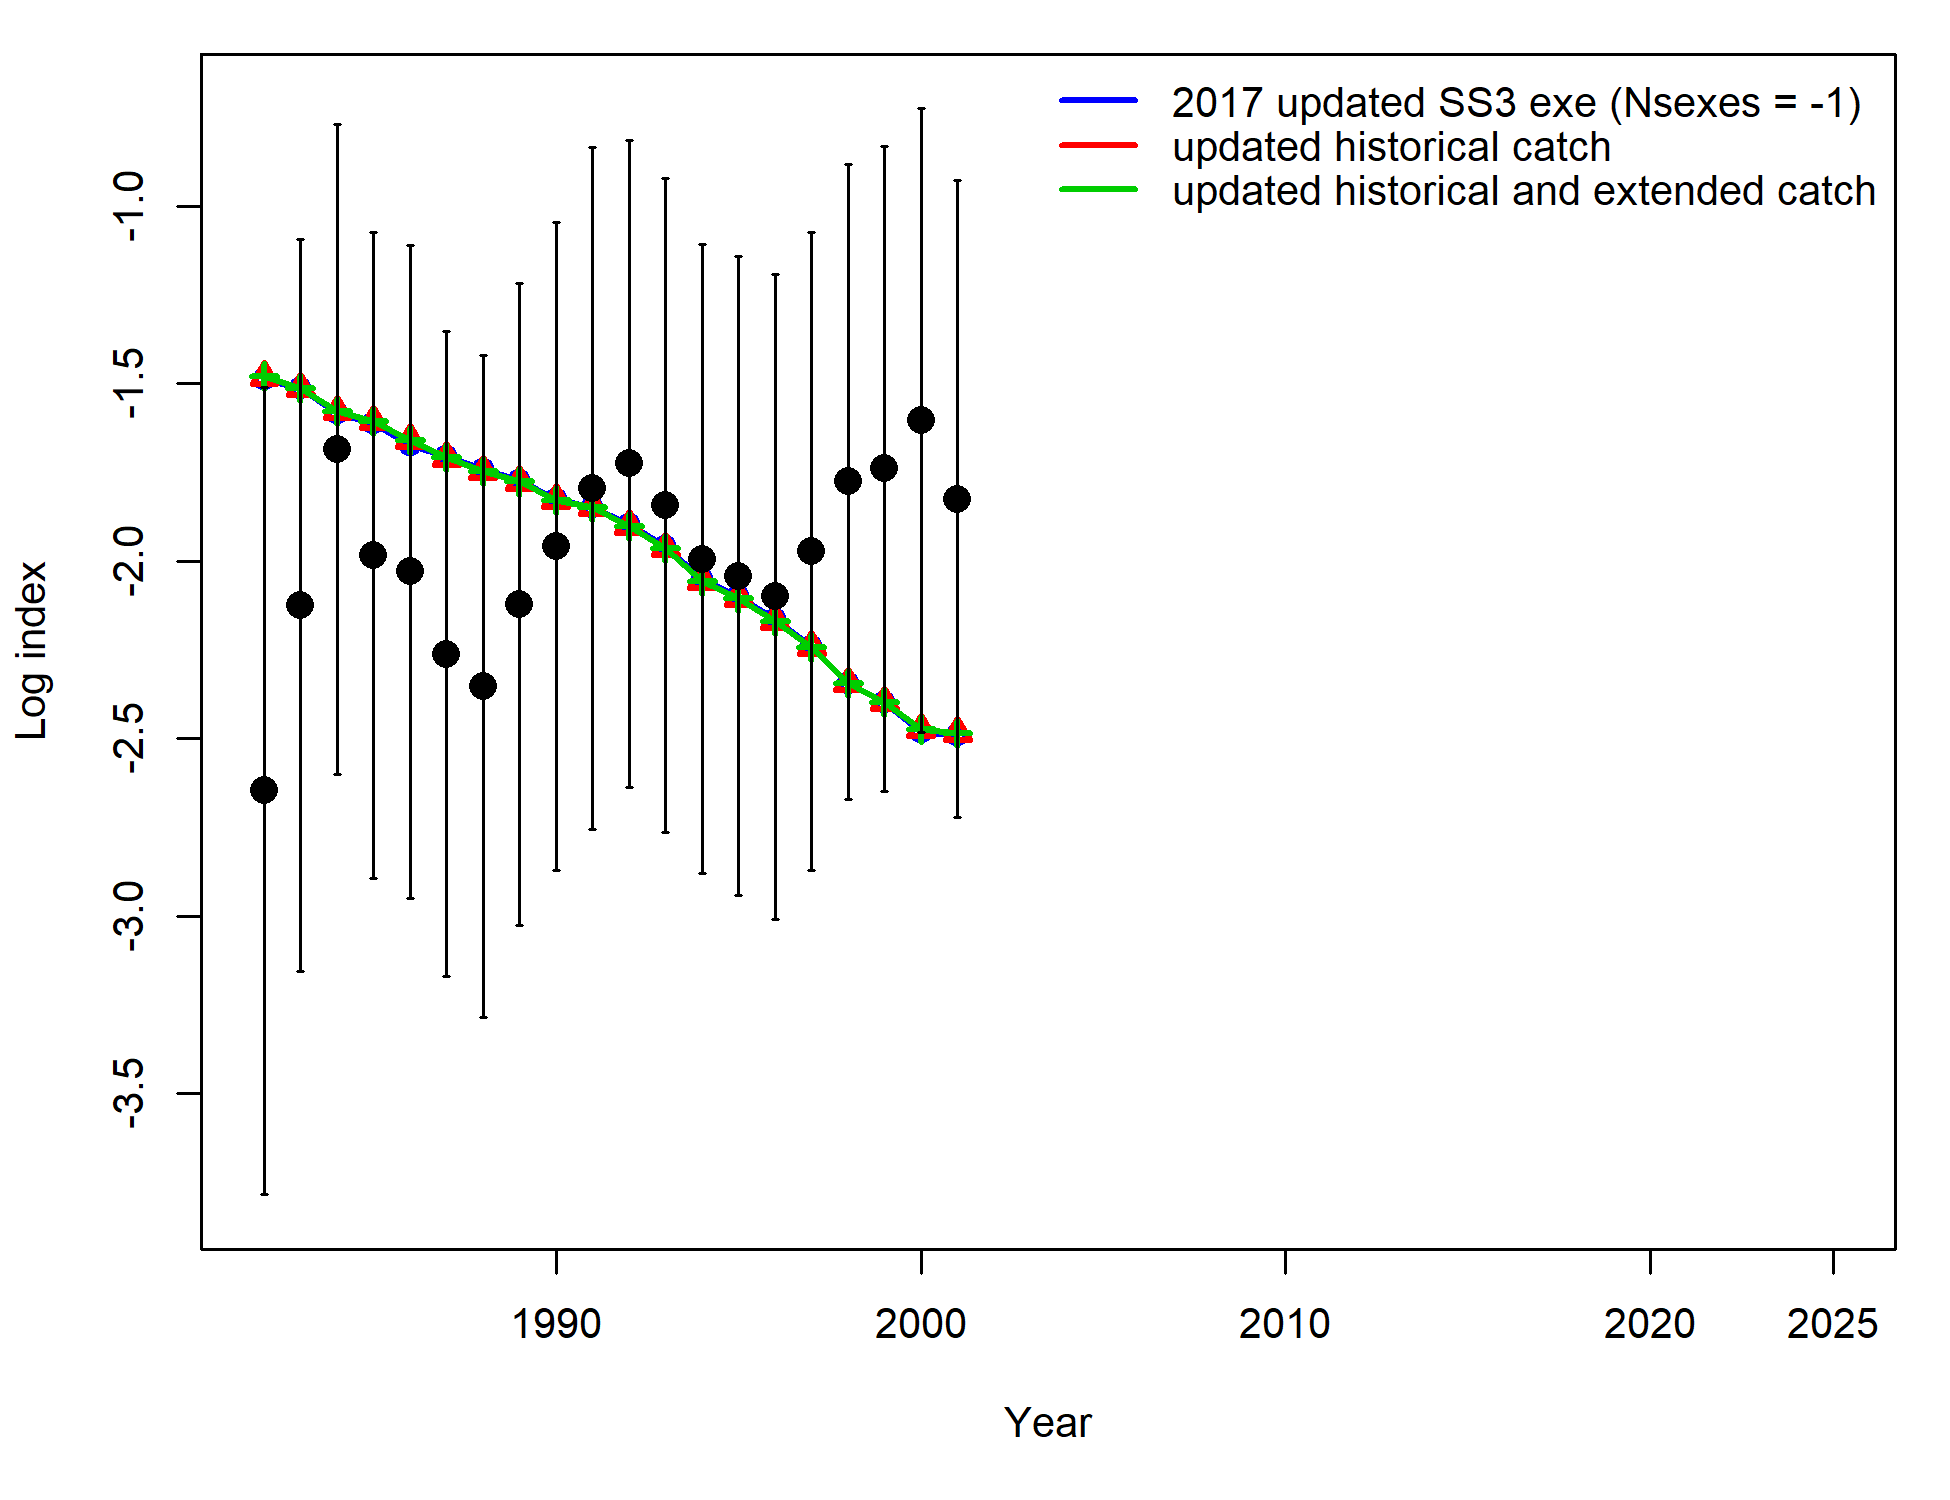 2017 updated SS3 exe (Nsexes = -1)
updated historical catch
updated historical and extended catch
Log index
-1.0
-1.5
-2.0
-2.5
-3.0
-3.5
1990
2000
2010
2020
2025
Year